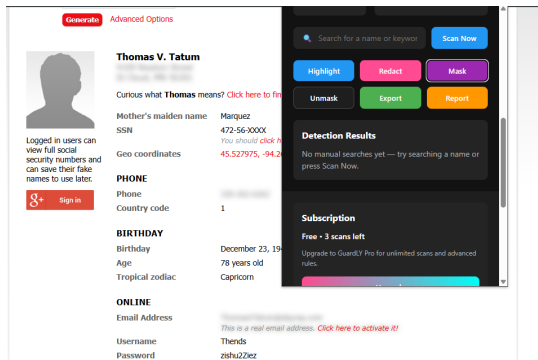 Generate Advanced Options
Thomas V. Tatum
Curious what Thomas means? Click here to fin
Mother's maiden name Marquez
SSN 472-56-XXXX
You should click h
Geo coordinates 45.527975, -94.2
Logged in users can
view full social
security numbers and
can save their fake
names to use later.
g+ Sign in
PHONE
Phone
Country code 1
BIRTHDAY
Birthday December 23, 19
Age 78 years old
Tropical zodiac Capricorn
ONLINE
Email Address
This is a real email address. Click here to activate it!
Username Thends
Password zishu2Ziez
Search for a name or keywor Scan Now
Highlight Redact Mask
Unmask Export Report
Detection Results
No manual searches yet — try searching a name or
press Scan Now.
Subscription
Free • 3 scans left
Upgrade to GuardLY Pro for unlimited scans and advanced
rules.